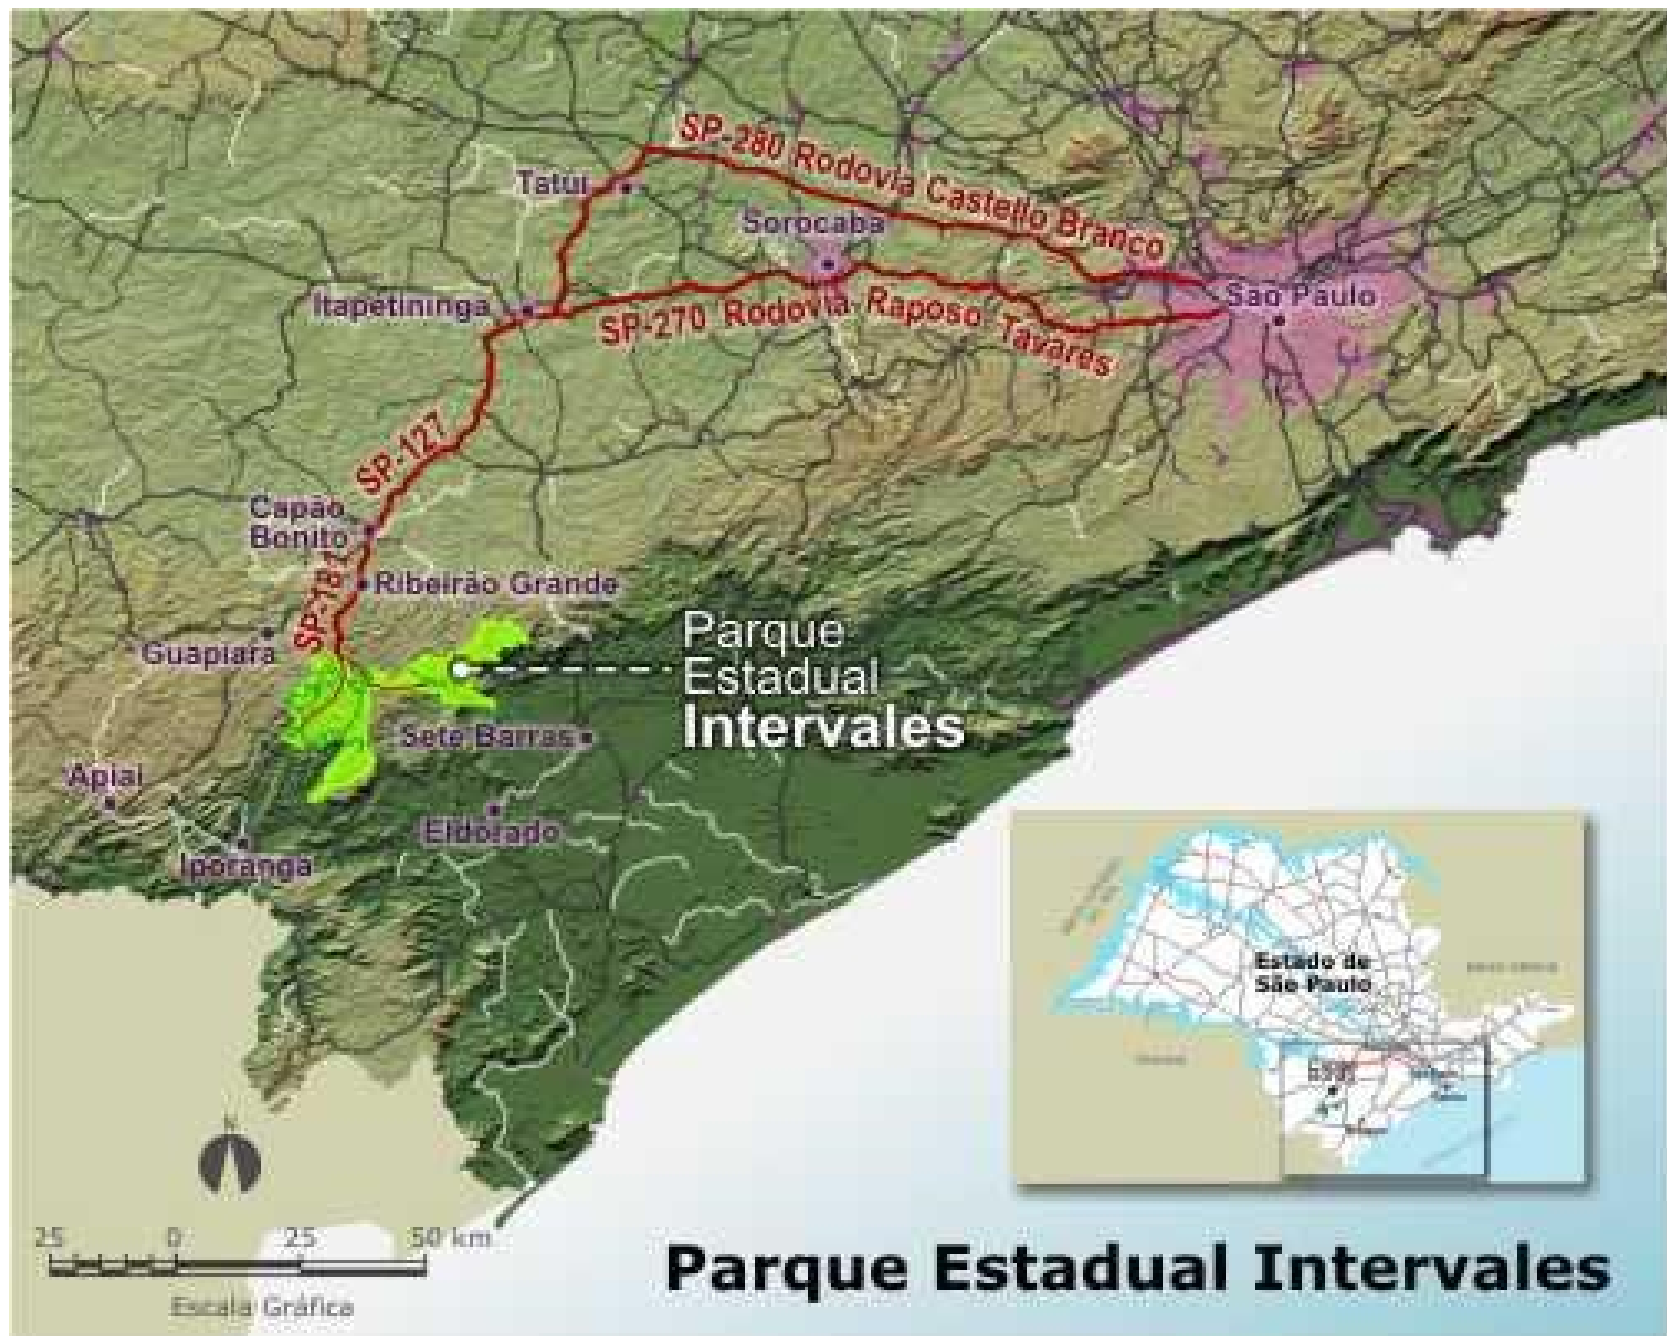 SP-280 Rodovia Castello Branco
Tatuí
Sorocaba
Itapetininga
São Paulo
SP-270 Rodovia Raposo Tavares
SP-127
Capão
Bonito
SP-181
Ribeirão Grande
Guapiara
Parque
Estadual
Intervales
Sete Barras
Apiaí
Eldorado
Iporanga
Estado de
São Paulo
N
25 0 25 50 km
Escala Gráfica
Parque Estadual Intervales